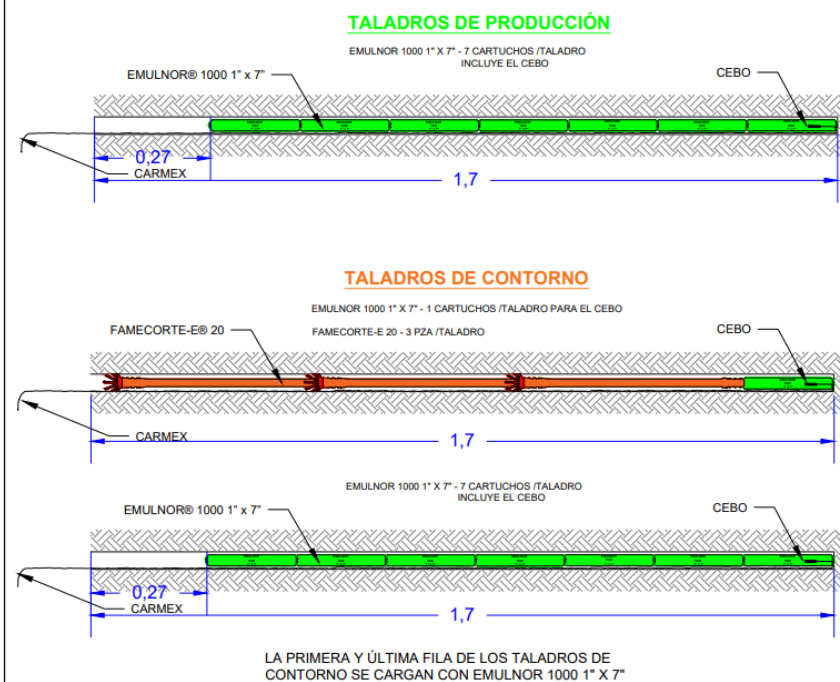 TALADROS DE PRODUCCIÓN
EMULNOR 1000 1" X 7" - 7 CARTUCHOS /TALADRO
INCLUYE EL CEBO
EMULNOR® 1000 1" x 7"
CEBO
0,27
CARMEX
1,7
TALADROS DE CONTORNO
EMULNOR 1000 1" X 7" - 1 CARTUCHOS /TALADRO PARA EL CEBO
FAMECORTE-E® 20
FAMECORTE-E 20 - 3 PZA /TALADRO
CEBO
CARMEX
1,7
EMULNOR 1000 1" X 7" - 7 CARTUCHOS /TALADRO
INCLUYE EL CEBO
EMULNOR® 1000 1" x 7"
CEBO
0,27
CARMEX
1,7
LA PRIMERA Y ÚLTIMA FILA DE LOS TALADROS DE
CONTORNO SE CARGAN CON EMULNOR 1000 1" X 7"